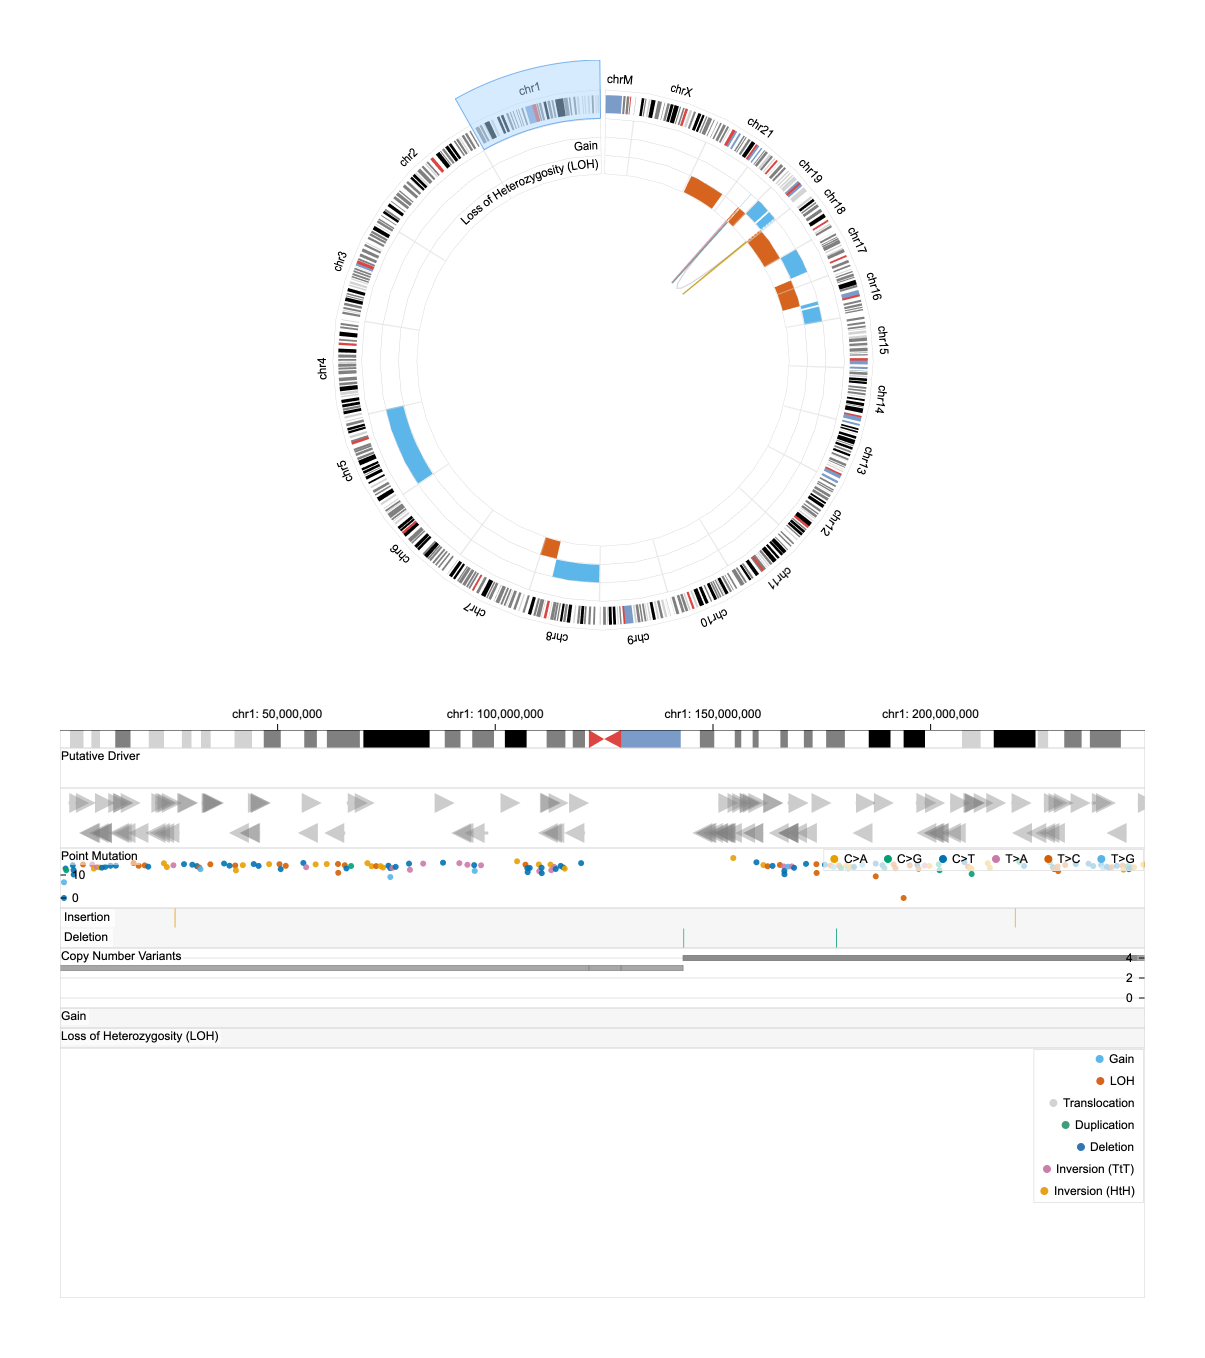 chrM
chr1
chrX
chr21
chr2
chr19
Gain
Loss of Heterozygosity (LOH)
chr18
chr17
chr3
chr16
chr15
chr4
chr14
chr5
chr13
chr12
chr6
chr11
chr7
chr10
chr8
chr9
chr1: 50,000,000
chr1: 100,000,000
chr1: 150,000,000
chr1: 200,000,000
Putative Driver
Point Mutation
C>A C>G C>T T>A T>C T>G
10
0
Insertion
Deletion
Copy Number Variants
4
2
0
Gain
Loss of Heterozygosity (LOH)
Gain
LOH
Translocation
Duplication
Deletion
Inversion (TtT)
Inversion (HtH)